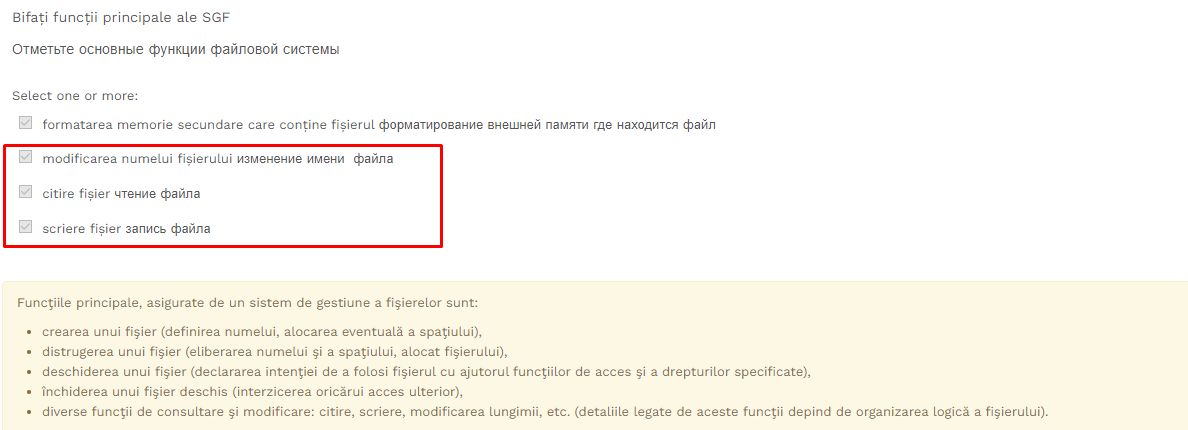 Bifați funcții principale ale SGF
Отметьте основные функции файловой системы
Select one or more:
formatarea memorie secundare care conține fișierul форматирование внешней памяти где находится файл
modificarea numelui fișierului изменение имени файла
citire fișier чтение файла
scriere fișier запись файла
Funcţiile principale, asigurate de un sistem de gestiune a fişierelor sunt:
• crearea unui fişier (definirea numelui, alocarea eventuală a spaţiului),
• distrugerea unui fişier (eliberarea numelui şi a spaţiului, alocat fişierului),
• deschiderea unui fişier (declararea intenţiei de a folosi fişierul cu ajutorul funcţiilor de acces şi a drepturilor specificate),
• închiderea unui fişier deschis (interzicerea oricărui acces ulterior),
• diverse funcţii de consultare şi modificare: citire, scriere, modificarea lungimii, etc. (detaliile legate de aceste funcţii depind de organizarea logică a fişierului).